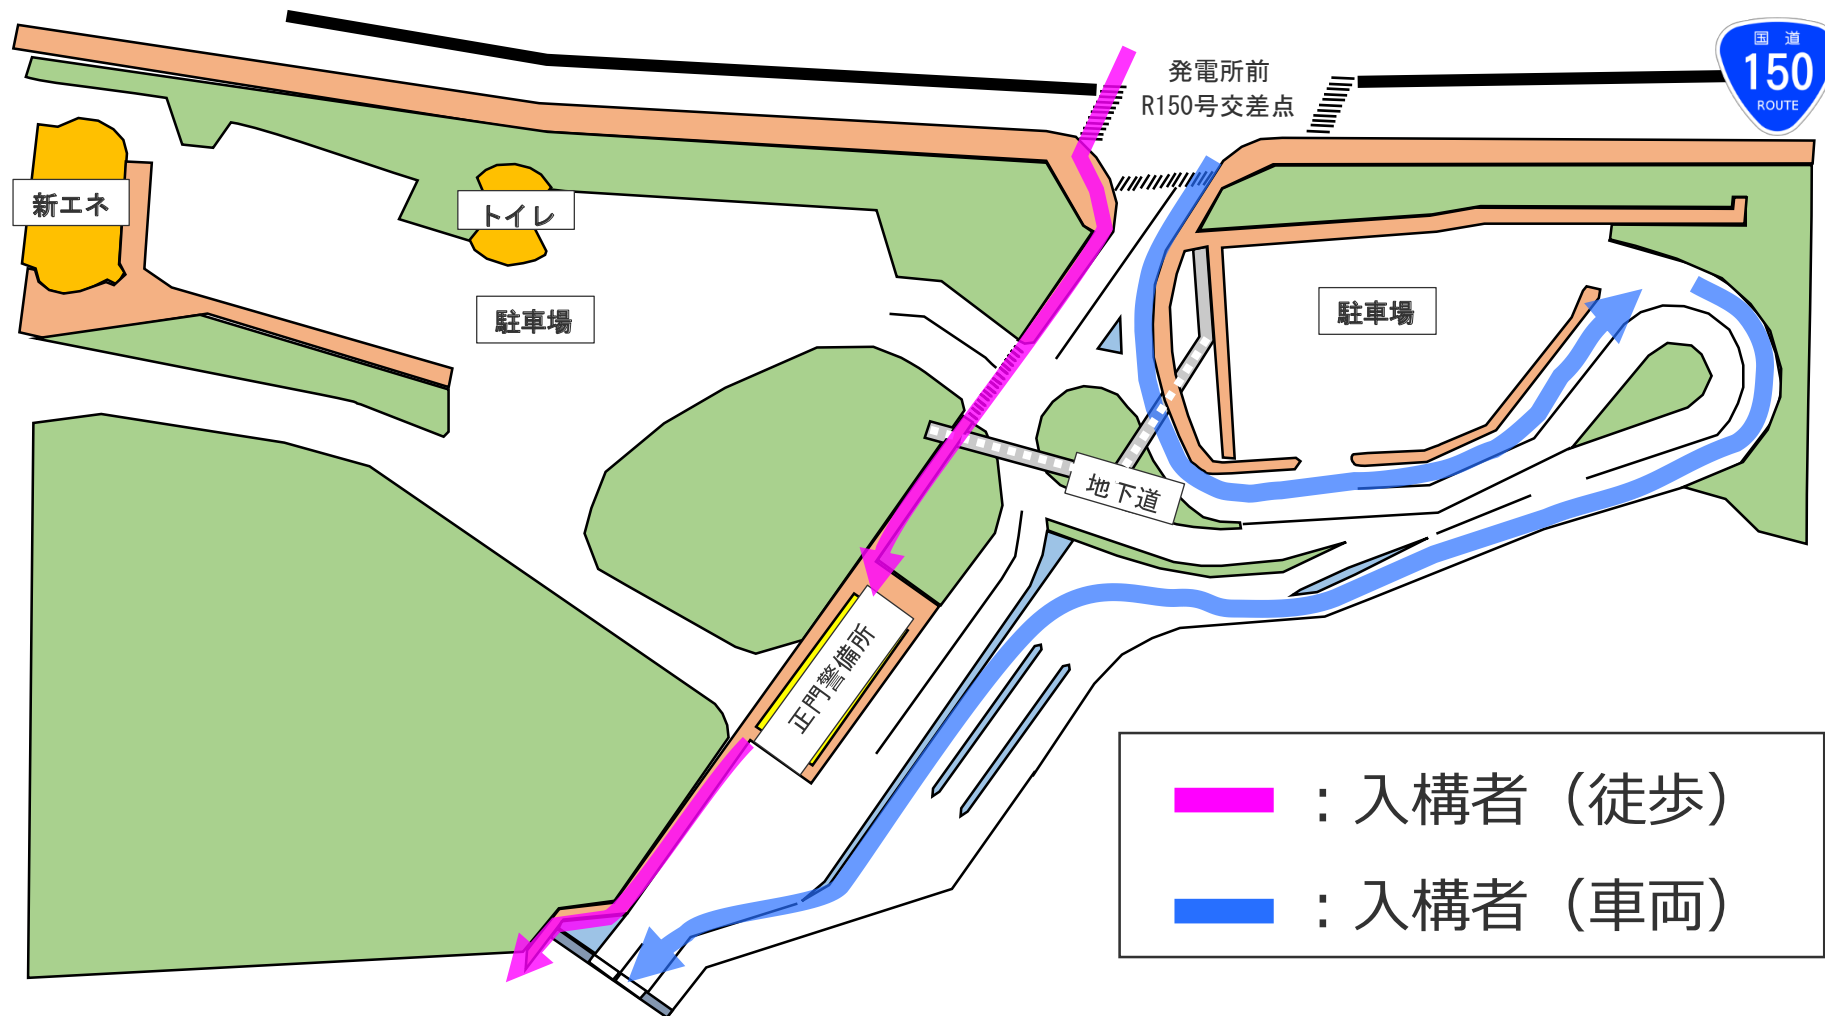 発電所前
R150号交差点
国道
150
ROUTE
新エネ
トイレ
駐車場
駐車場
地下道
正門警備所
：入構者（徒歩）
：入構者（車両）